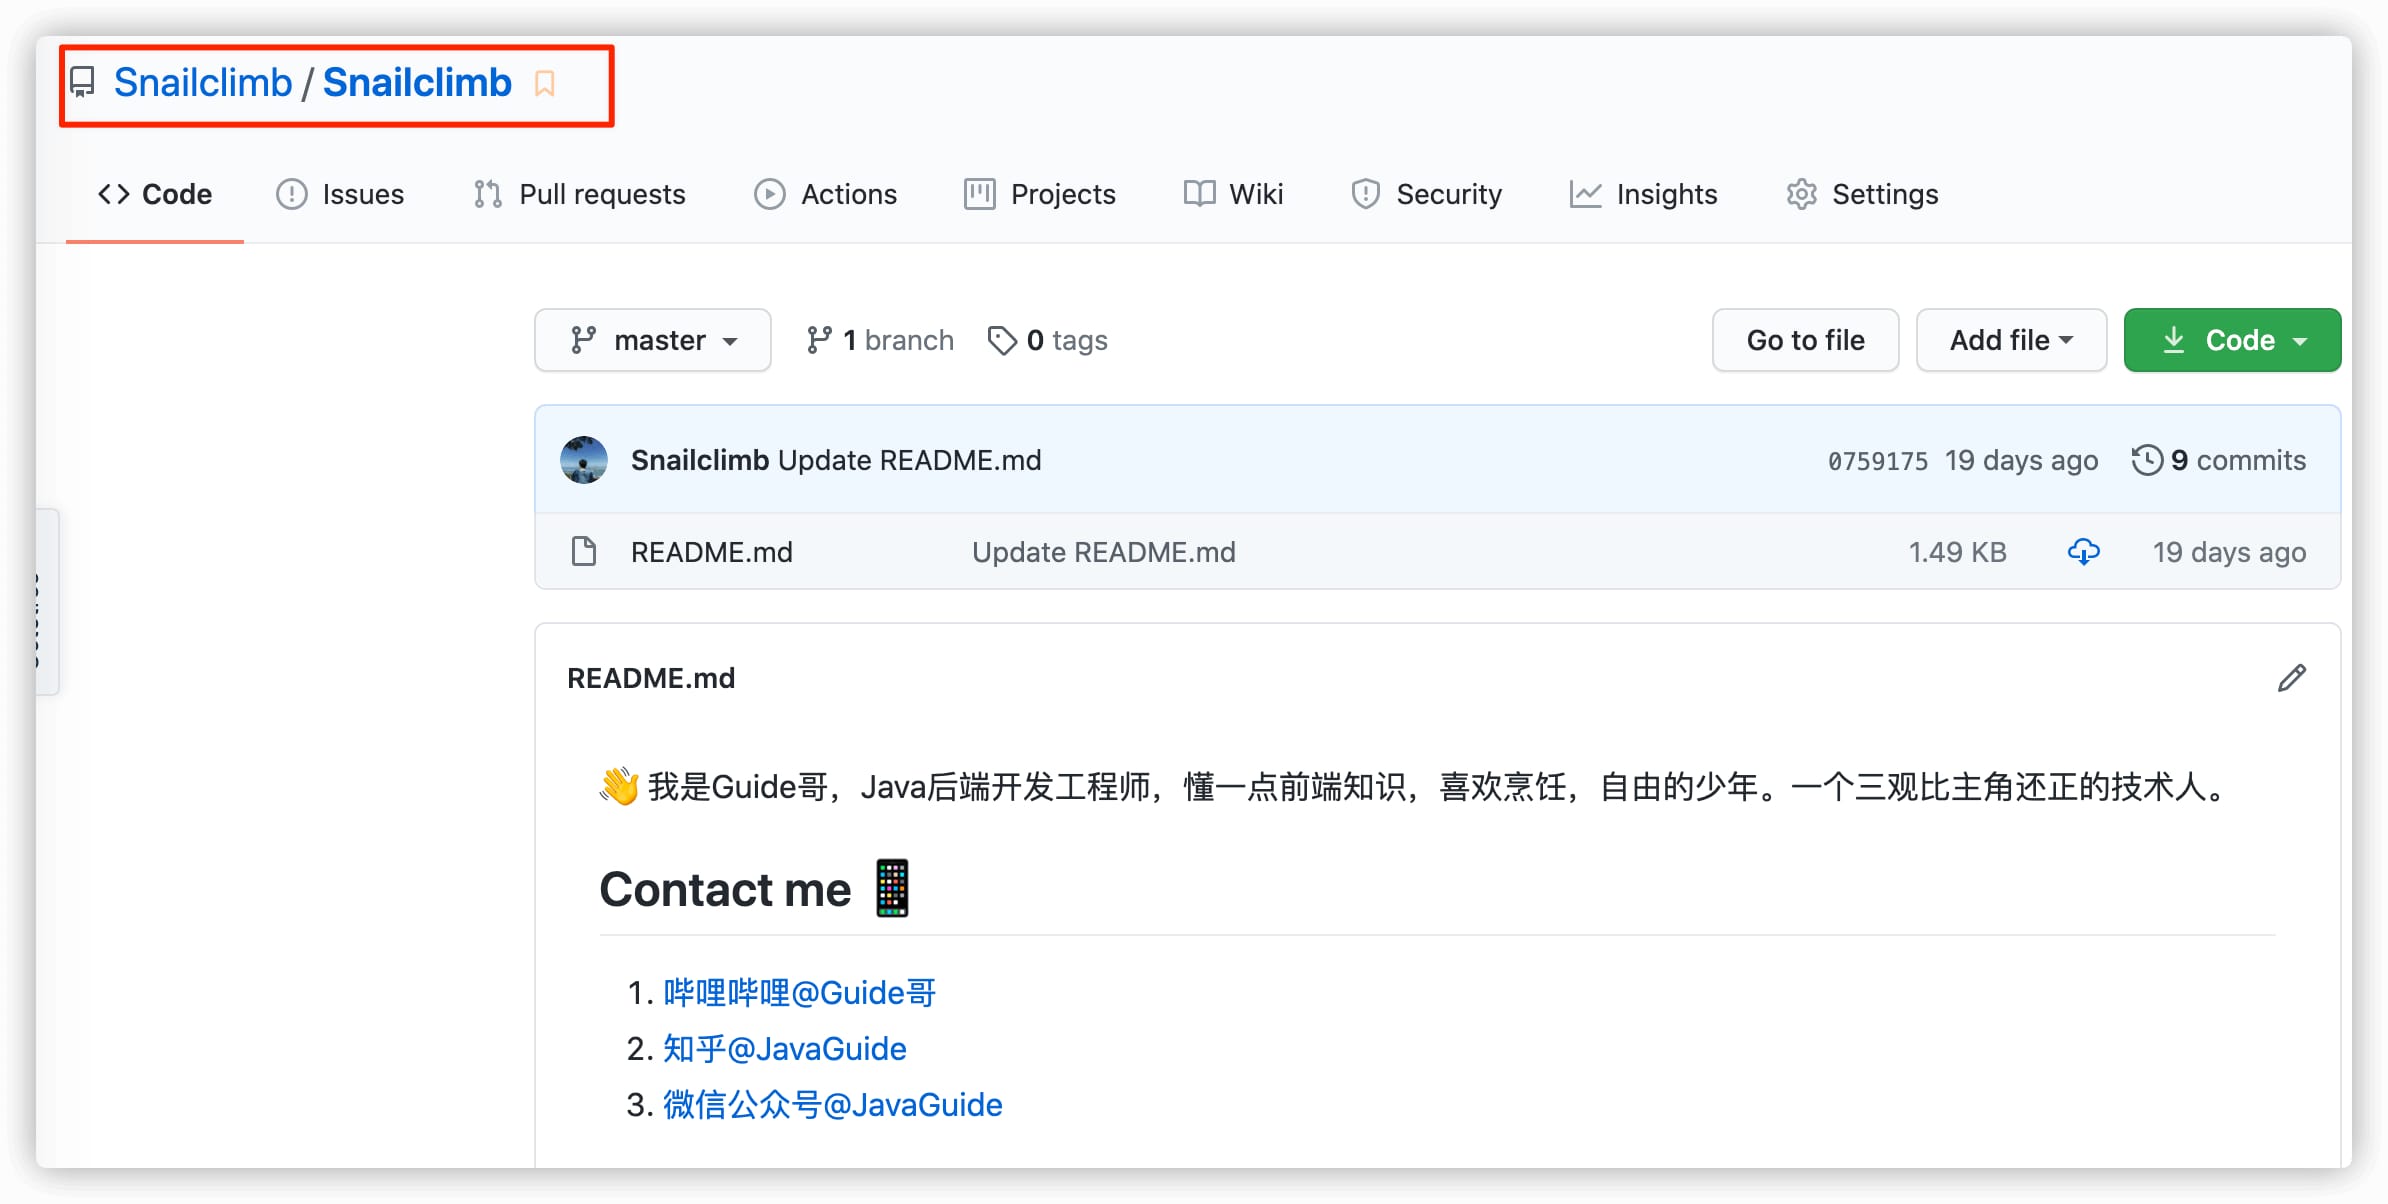 Snailclimb / Snailclimb
Code Issues Pull requests Actions Projects Wiki Security Insights Settings
master 1 branch 0 tags Go to file Add file Code
Snailclimb Update README.md 0759175 19 days ago 9 commits
README.md Update README.md 1.49 KB 19 days ago
README.md
👋 我是Guide哥，Java后端开发工程师，懂一点前端知识，喜欢烹饪，自由的少年。一个三观比主角还正的技术人。
Contact me 📱
1. 哔哩哔哩@Guide哥
2. 知乎@JavaGuide
3. 微信公众号@JavaGuide